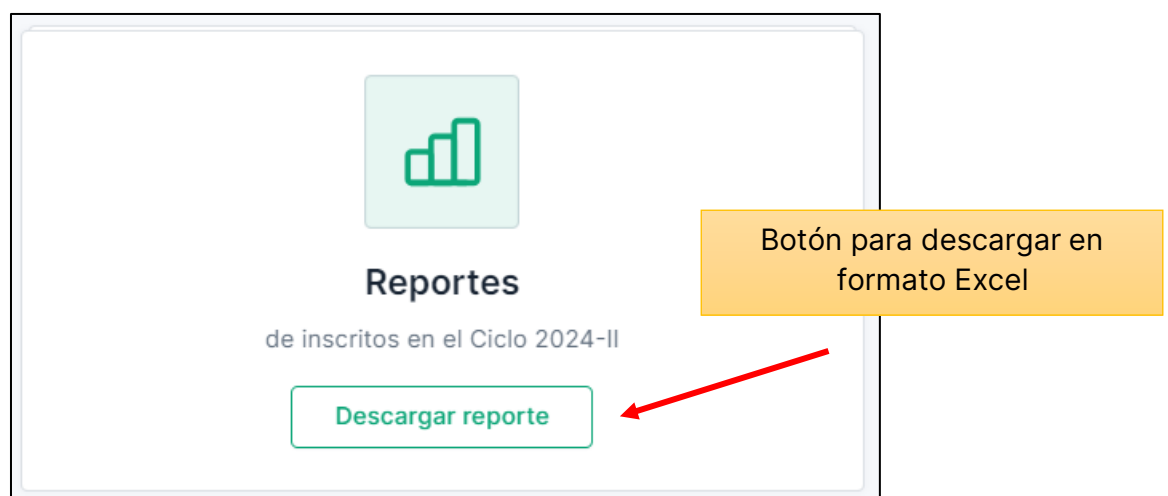 Botón para descargar en
formato Excel
Reportes
de inscritos en el Ciclo 2024-II
Descargar reporte